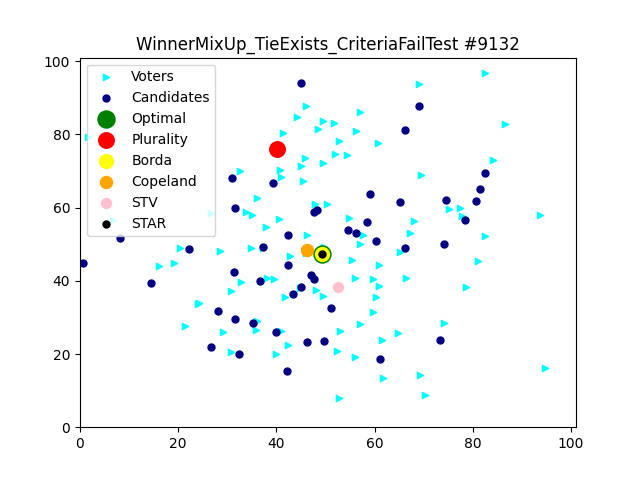 WinnerMixUp_TieExists_CriteriaFailTest #9132
100
80
60
40
20
0
Voters
Candidates
Optimal
Plurality
Borda
Copeland
STV
STAR
0 20 40 60 80 100